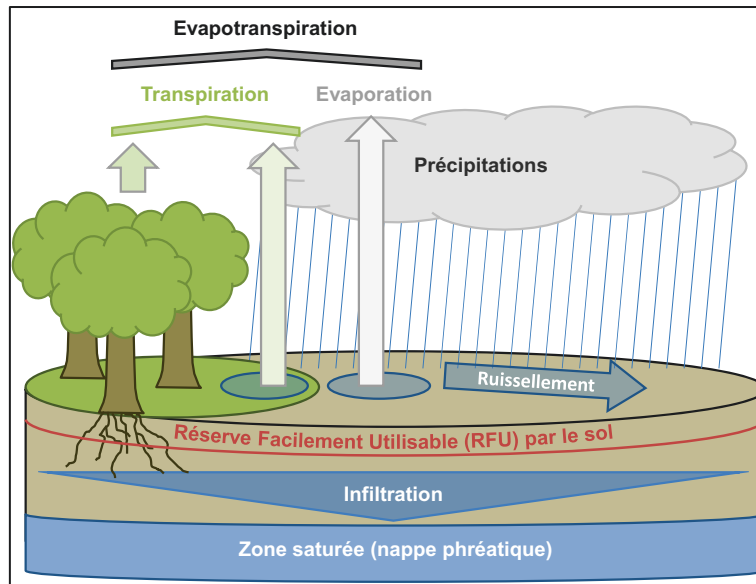 Evapotranspiration
Transpiration
Evaporation
Précipitations
Ruissellement
Réserve Facilement Utilisable (RFU) par le sol
Infiltration
Zone saturée (nappe phréatique)